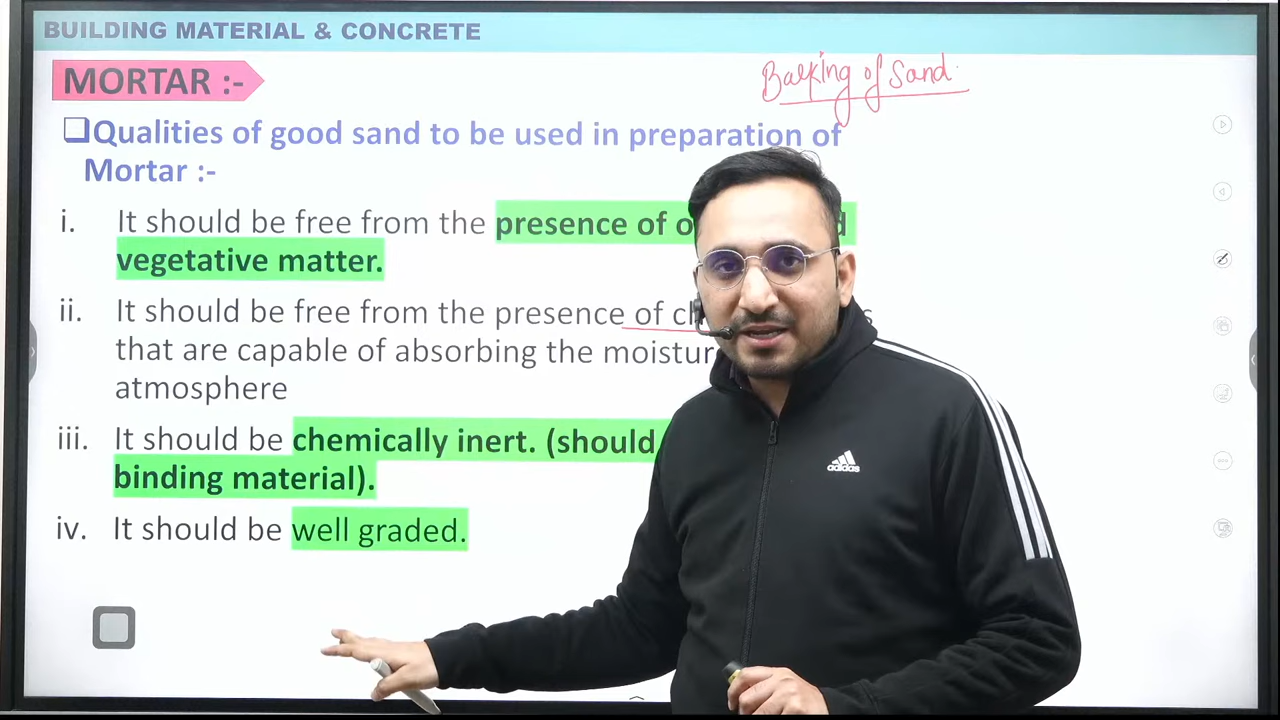 BUILDING MATERIAL & CONCRETE
MORTAR :-
Balking of Sand.
Qualities of good sand to be used in preparation of
Mortar :-
i. It should be free from the presence of
vegetative matter.
ii. It should be free from the presence of
that are capable of absorbing the
atmosphere
iii. It should be chemically inert. (should
binding material).
iv. It should be well graded.
adidas